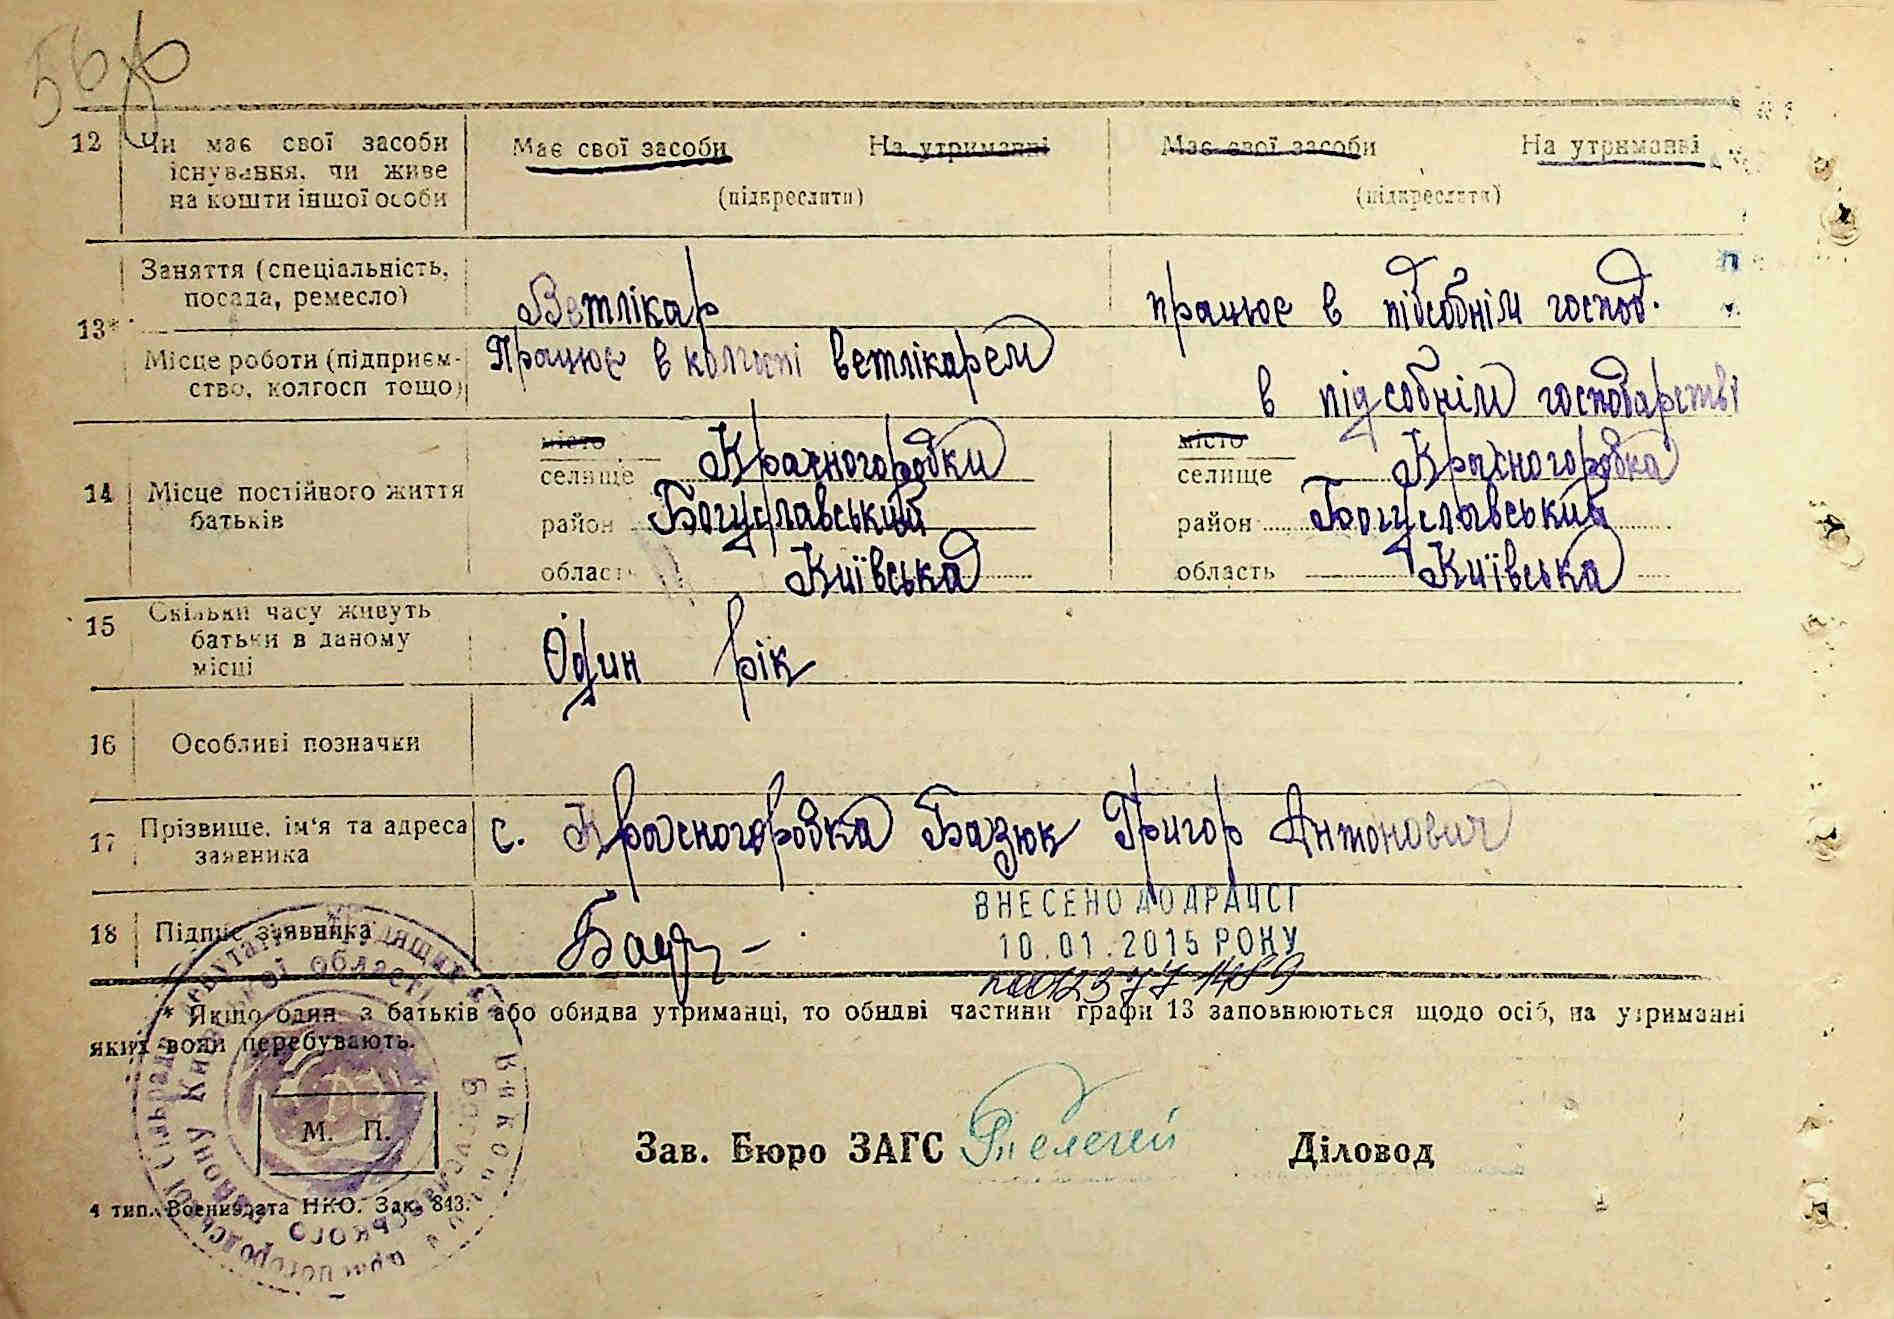 56
12 Чи має свої засоби існування, чи живе на кошти іншої особи
Має свої засоби На утриманні
(підкреслити)
Має свої засоби На утриманні
(підкреслити)
13* Заняття (спеціальність, посада, ремесло)
Ветлікар
працює в підсобнім господ.
Місце роботи (підприємство, колгосп тощо)
Працює в ветлікарем
в підсобнім господарстві
14 Місце постійного життя батьків
місто
селище Красногородки
район Богуславський
область Київська
місто
селище Красногородка
район Богуславський
область Київська
15 Скільки часу живуть батьки в даному місці
Один рік
16 Особливі позначки
17 Прізвище, ім'я та адреса заявника
с. Красногородка Базюк Григор Антонович
18 Підпис заявника
ВНЕСЕНО ДО ДРАЦСГ
10.01.2015 РОКУ
* Якщо один з батьків або обидва утриманці, то обидві частини графи 13 заповнюються щодо осіб, на утриманні
яких вони перебувають.
М. П.
Зав. Бюро ЗАГС Діловод
4 тип. Воениздата НКО. Зак. 843.